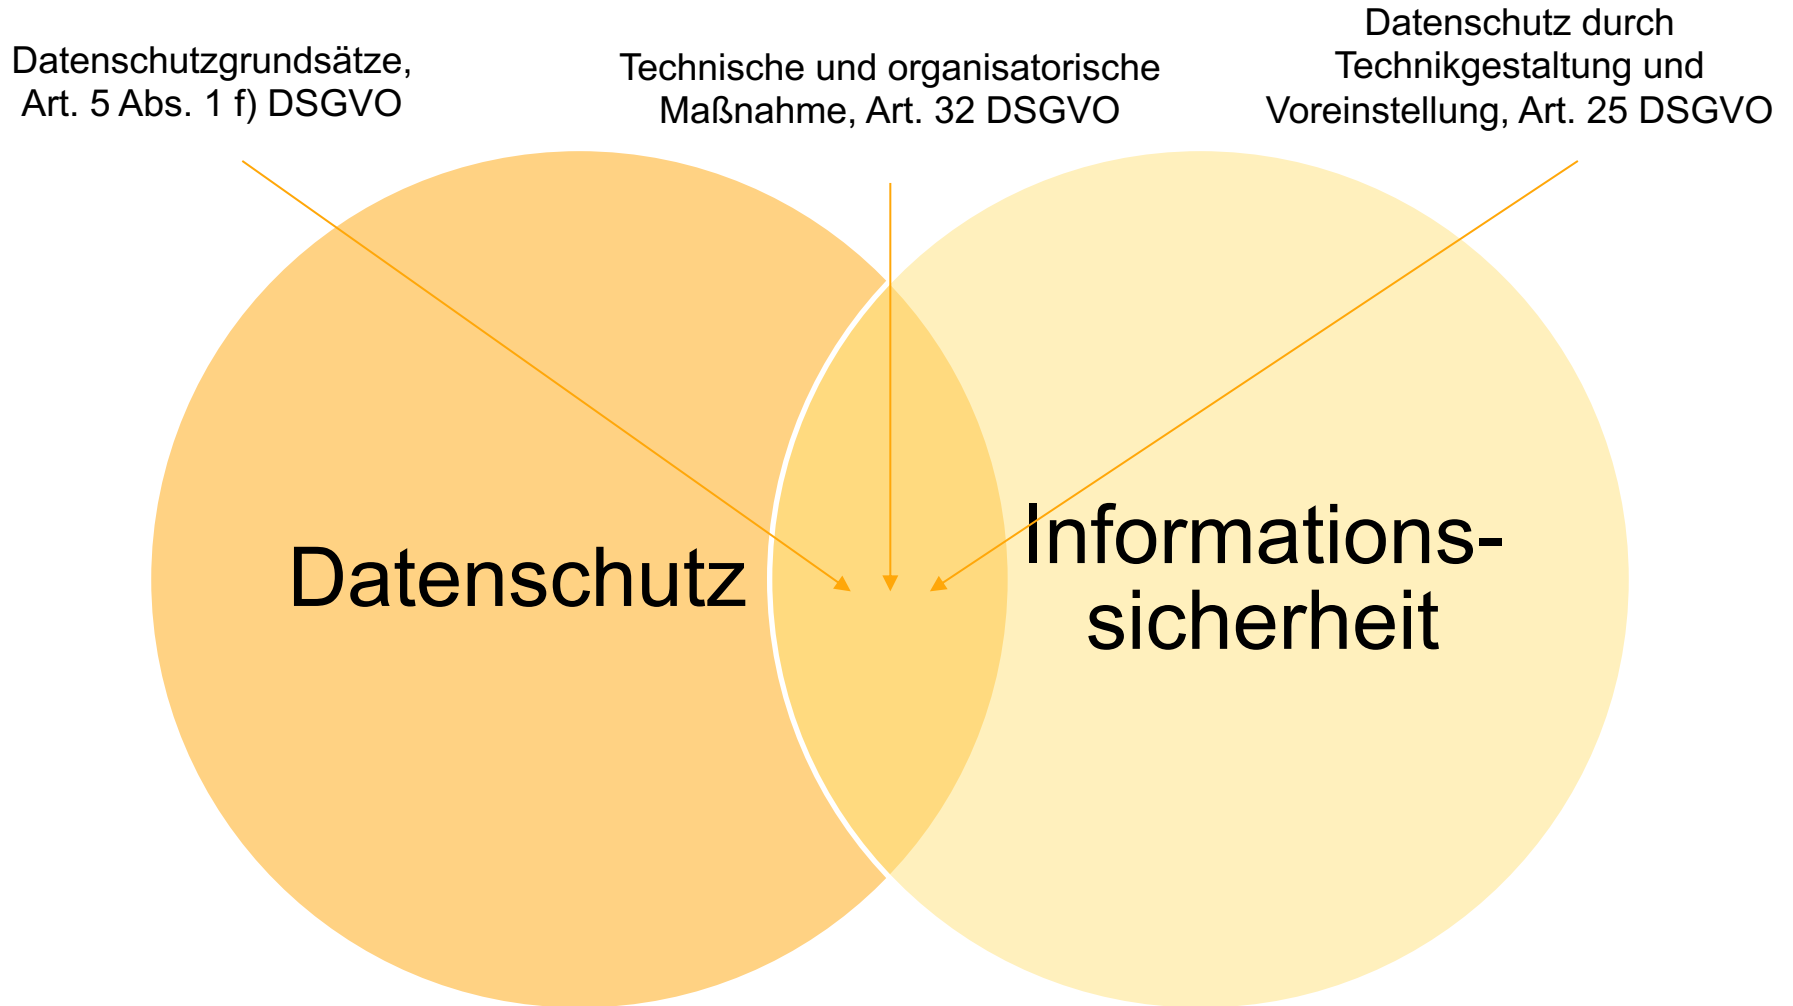 Datenschutzgrundsätze,
Art. 5 Abs. 1 f) DSGVO
Technische und organisatorische
Maßnahme, Art. 32 DSGVO
Datenschutz durch
Technikgestaltung und
Voreinstellung, Art. 25 DSGVO
Datenschutz
Informations-
sicherheit